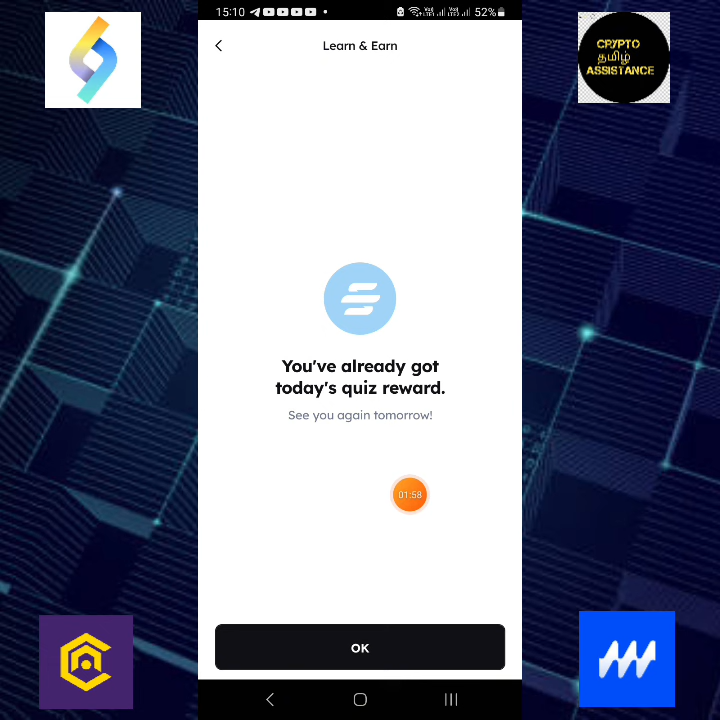 15:10
52%
Learn & Earn
CRYPTO
தமிழ்
ASSISTANCE
You've already got
today's quiz reward.
See you again tomorrow!
01:58
OK